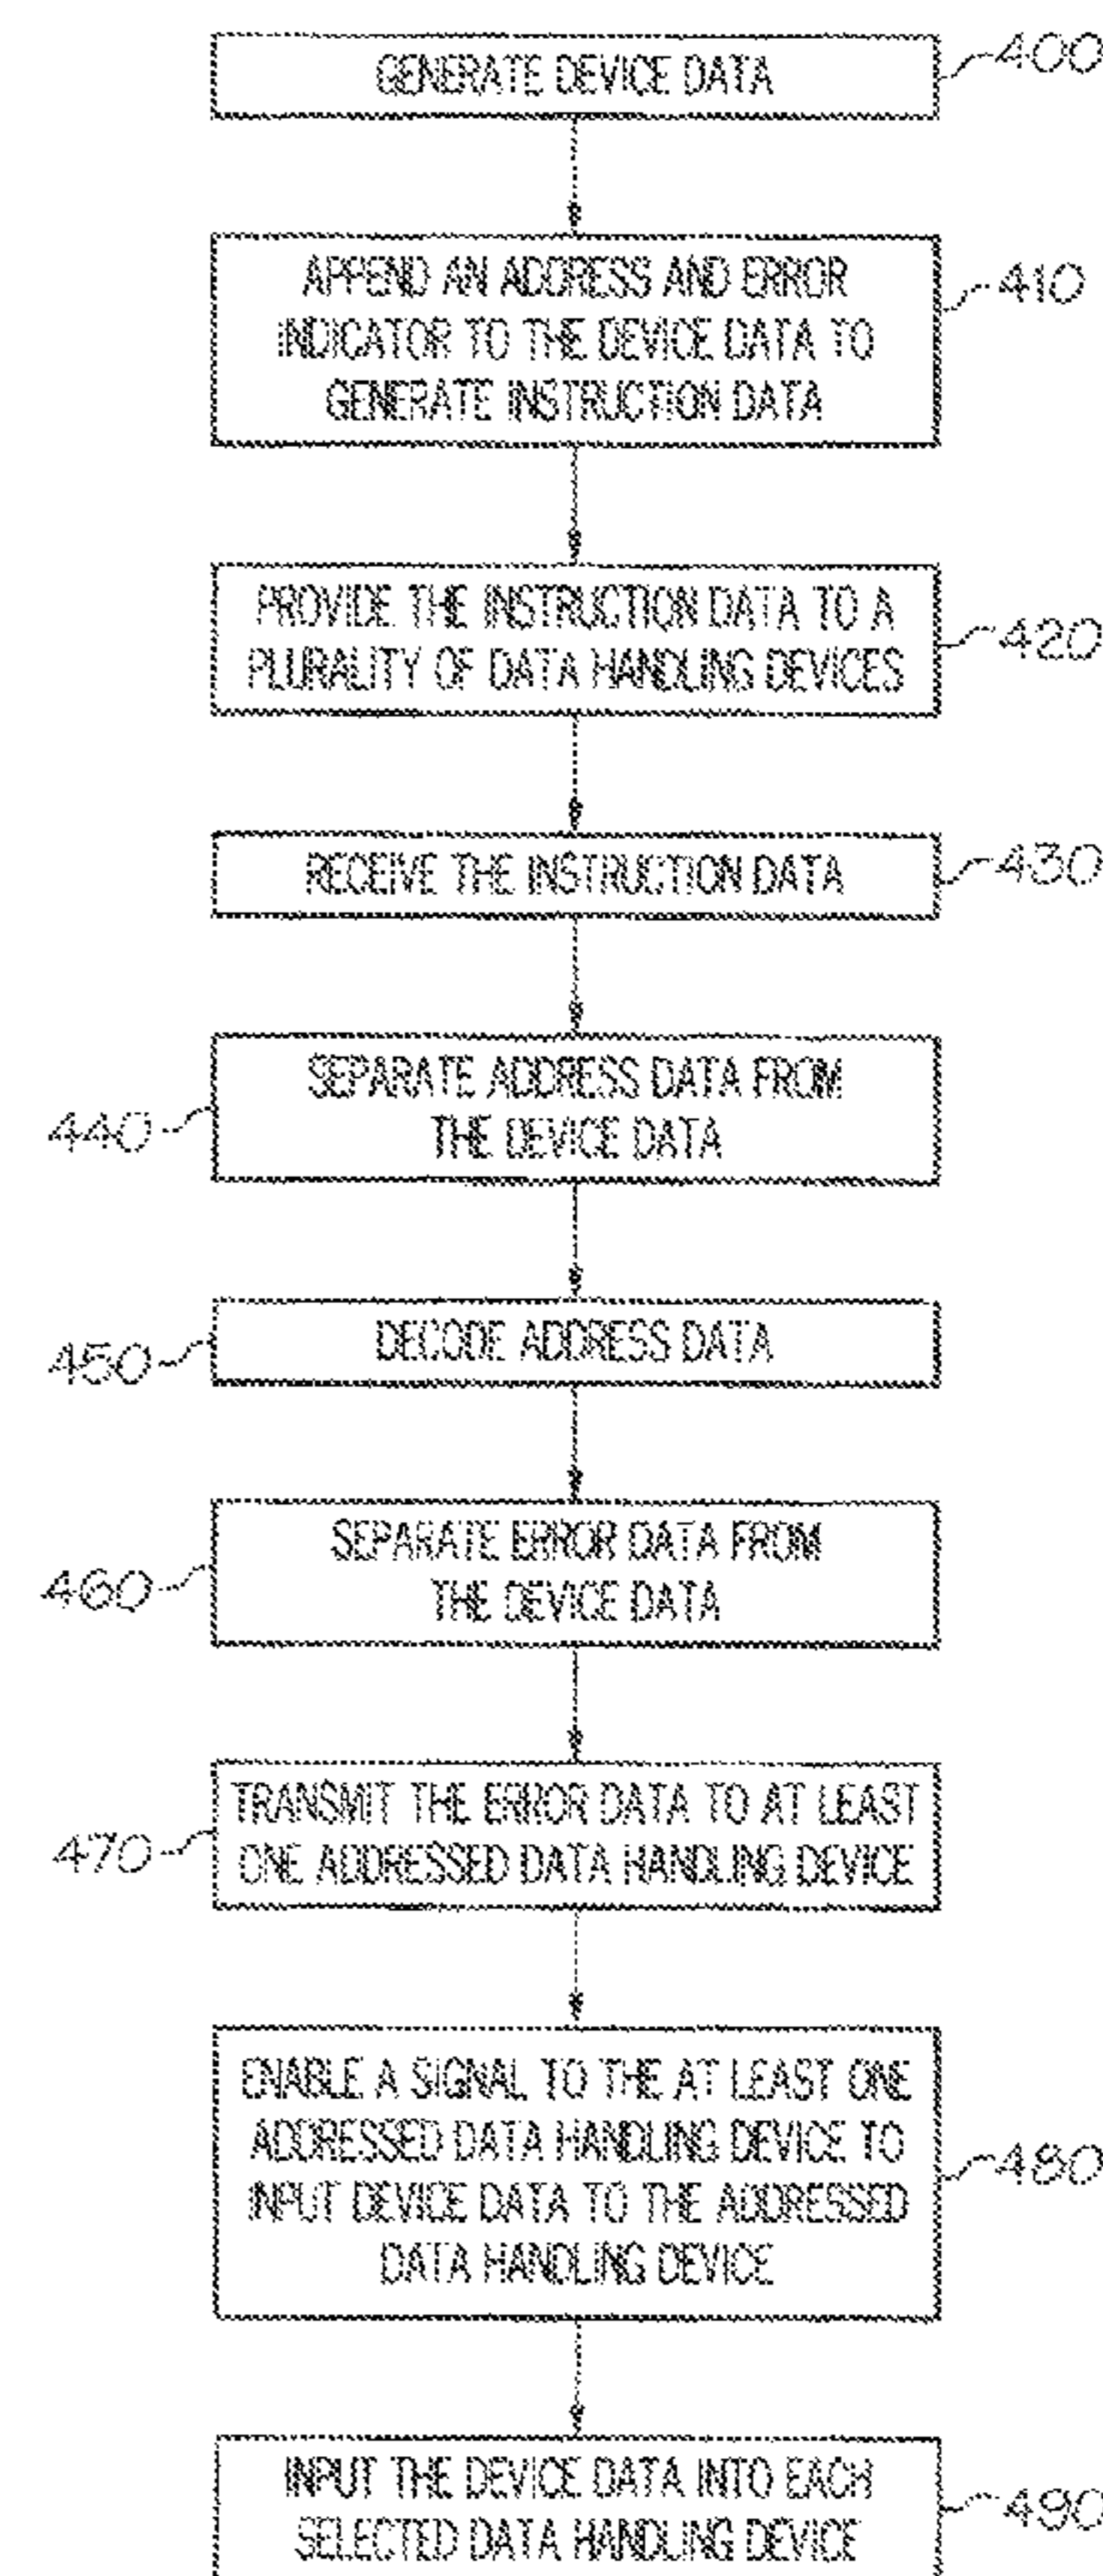 GENERATE DEVICE DATA
400
APPEND AN ADDRESS AND ERROR
INDICATOR TO THE DEVICE DATA TO
GENERATE INSTRUCTION DATA
410
PROVIDE THE INSTRUCTION DATA TO A
PLURALITY OF DATA HANDLING DEVICES
420
RECEIVE THE INSTRUCTION DATA
430
SEPARATE ADDRESS DATA FROM
THE DEVICE DATA
440
DECODE ADDRESS DATA
450
SEPARATE ERROR DATA FROM
THE DEVICE DATA
460
TRANSMIT THE ERROR DATA TO AT LEAST
ONE ADDRESSED DATA HANDLING DEVICE
470
ENABLE A SIGNAL TO THE AT LEAST ONE
ADDRESSED DATA HANDLING DEVICE TO
INPUT DEVICE DATA TO THE ADDRESSED
DATA HANDLING DEVICE
480
INPUT THE DEVICE DATA INTO EACH
SELECTED DATA HANDLING DEVICE
490